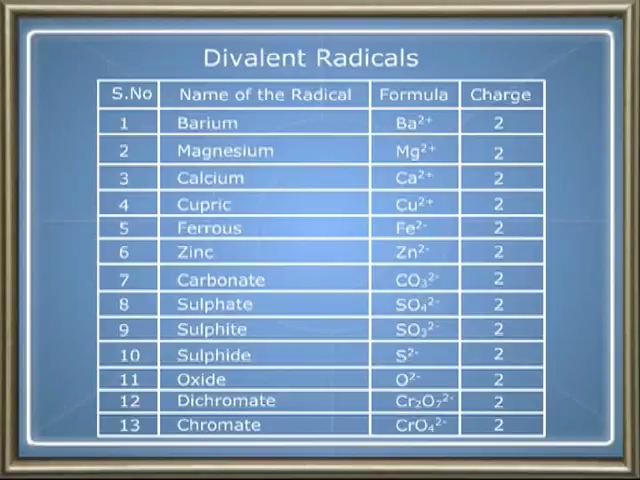 Divalent Radicals
S.No Name of the Radical Formula Charge
1 Barium Ba²⁺ 2
2 Magnesium Mg²⁺ 2
3 Calcium Ca²⁺ 2
4 Cupric Cu²⁺ 2
5 Ferrous Fe²⁻ 2
6 Zinc Zn²⁻ 2
7 Carbonate CO₃²⁻ 2
8 Sulphate SO₄²⁻ 2
9 Sulphite SO₃²⁻ 2
10 Sulphide S²⁻ 2
11 Oxide O²⁻ 2
12 Dichromate Cr₂O₇²⁻ 2
13 Chromate CrO₄²⁻ 2